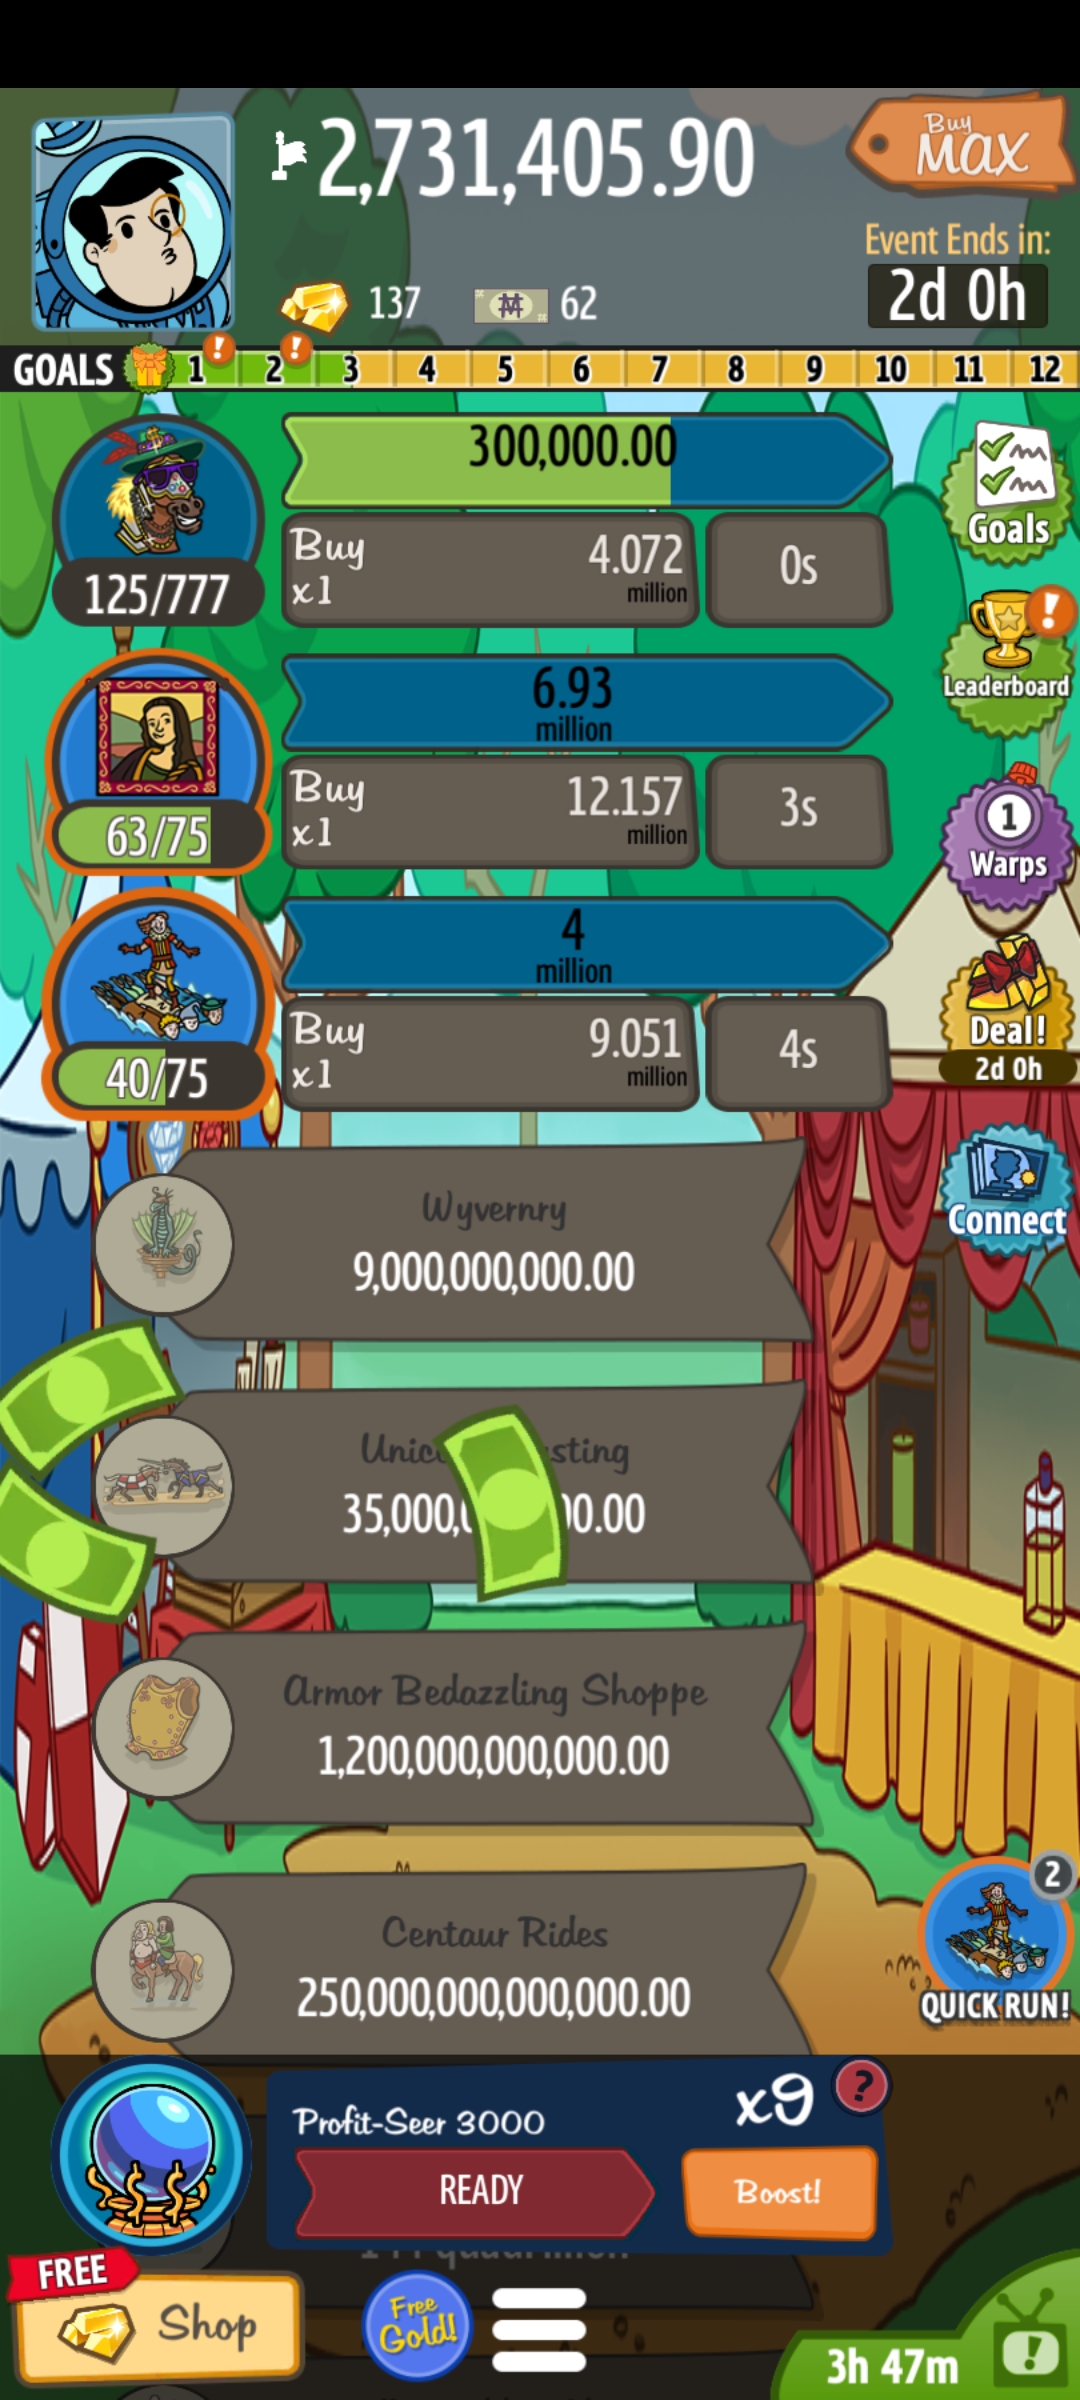 2,731,405.90
Buy
MAX
Event Ends in:
2d 0h
137
62
GOALS 1 ! 2 ! 3 4 5 6 7 8 9 10 11 12
300,000.00
Buy
x1
4.072
million
0s
125/777
Goals
6.93
million
Buy
x1
12.157
million
3s
63/75
!
Leaderboard
1
Warps
4
million
Buy
x1
9.051
million
4s
40/75
Deal!
2d 0h
Connect
Wyvernry
9,000,000,000.00
35,000,
00.00
Armor Bedazzling Shoppe
1,200,000,000,000.00
Centaur Rides
250,000,000,000,000.00
2
QUICK RUN!
Profit-Seer 3000
x9
?
READY
Boost!
FREE
Shop
Free
Gold!
3h 47m
!